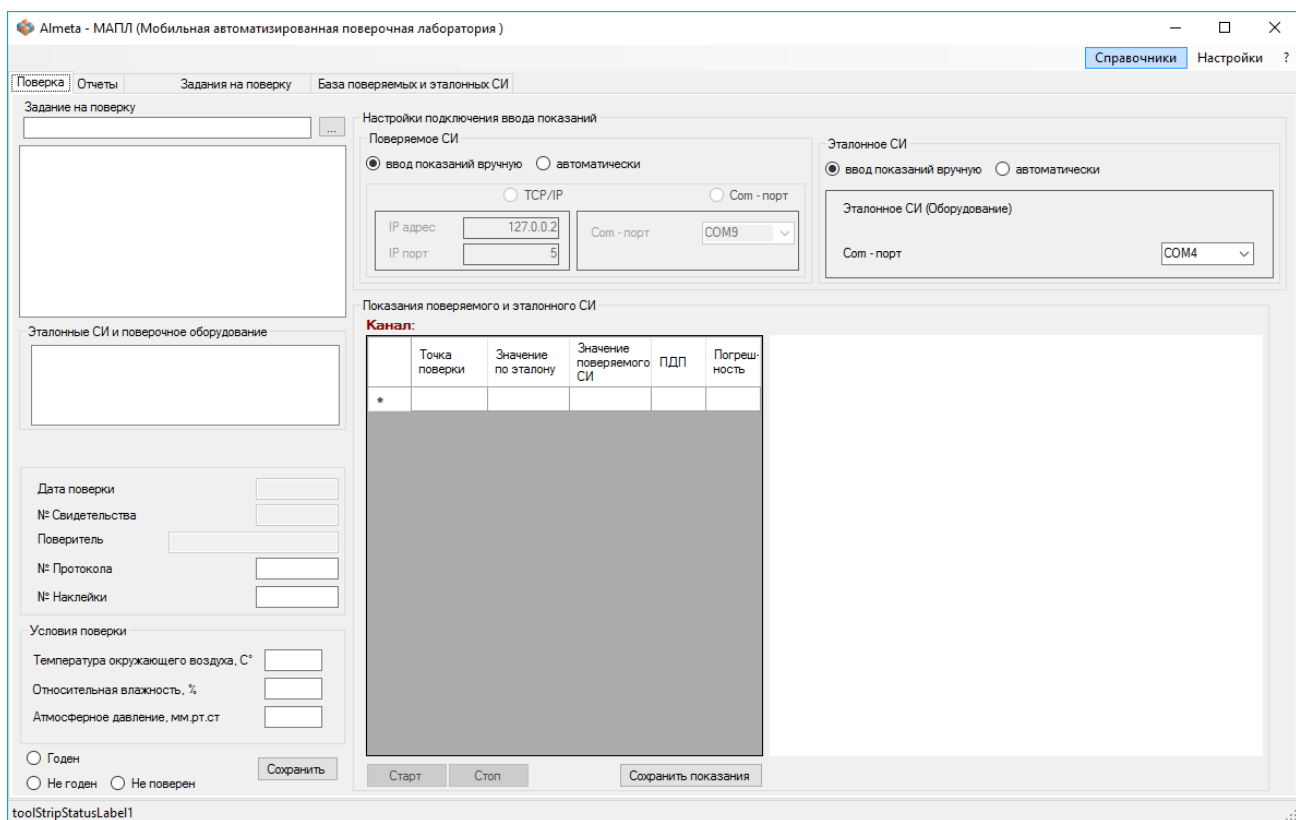 Almeta - МАПЛ (Мобильная автоматизированная поверочная лаборатория )
Справочники Настройки ?
Поверка Отчеты Задания на поверку База поверяемых и эталонных СИ
Задание на поверку
...
Эталонные СИ и поверочное оборудование
Дата поверки
№ Свидетельства
Поверитель
№ Протокола
№ Наклейки
Условия поверки
Температура окружающего воздуха, С°
Относительная влажность, %
Атмосферное давление, мм.рт.ст
Годен
Не годен Не поверен
Сохранить
Настройки подключения ввода показаний
Поверяемое СИ
ввод показаний вручную автоматически
TCP/IP Com - порт
IP адрес 127.0.0.2
IP порт 5
Com - порт COM9
Эталонное СИ
ввод показаний вручную автоматически
Эталонное СИ (Оборудование)
Com - порт COM4
Показания поверяемого и эталонного СИ
Канал:
Точка
поверки
Значение
по эталону
Значение
поверяемого
СИ
ПДП
Погреш-
ность
*
Старт Стоп Сохранить показания
toolStripStatusLabel1